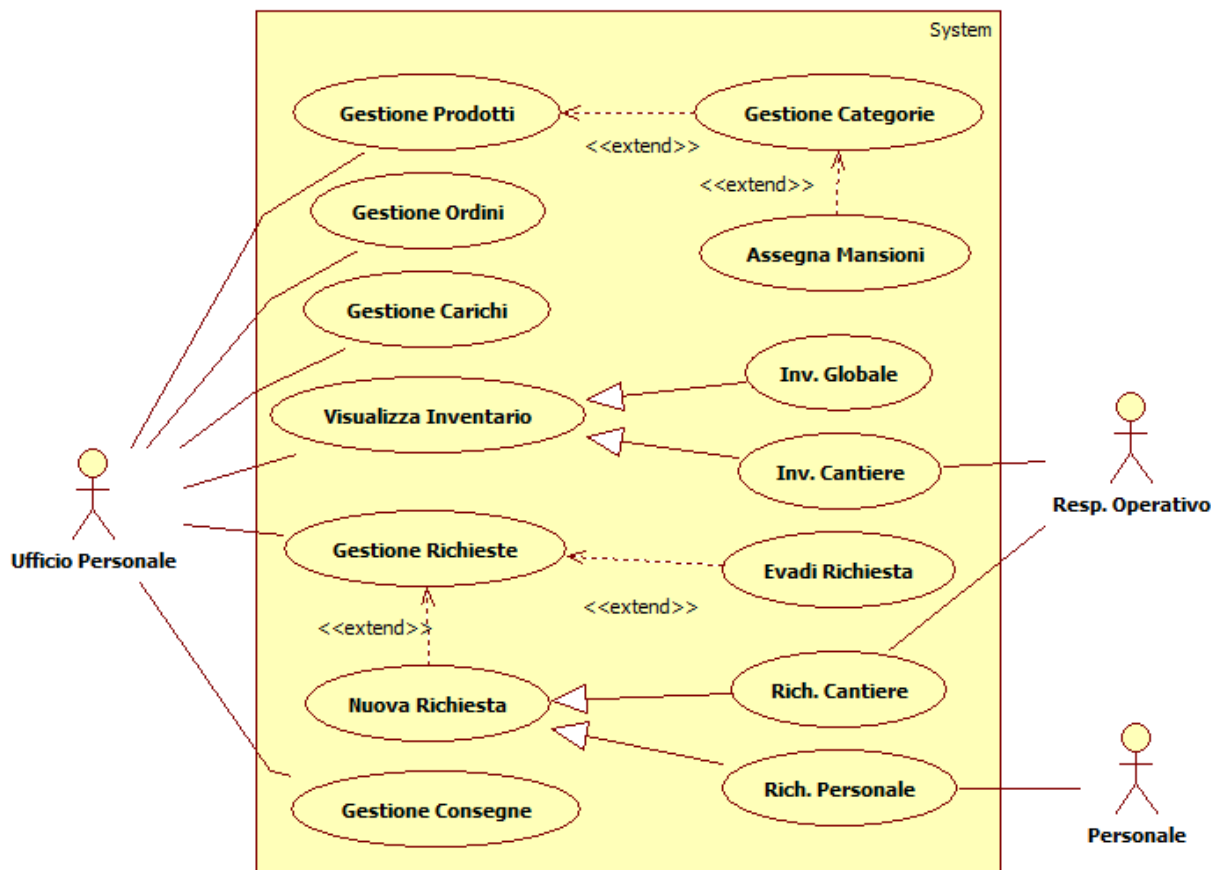 System
Gestione Prodotti
Gestione Categorie
<<extend>>
<<extend>>
Gestione Ordini
Assegna Mansioni
Gestione Carichi
Inv. Globale
Visualizza Inventario
Inv. Cantiere
Resp. Operativo
Ufficio Personale
Gestione Richieste
Evadi Richiesta
<<extend>>
<<extend>>
Nuova Richiesta
Rich. Cantiere
Rich. Personale
Gestione Consegne
Personale